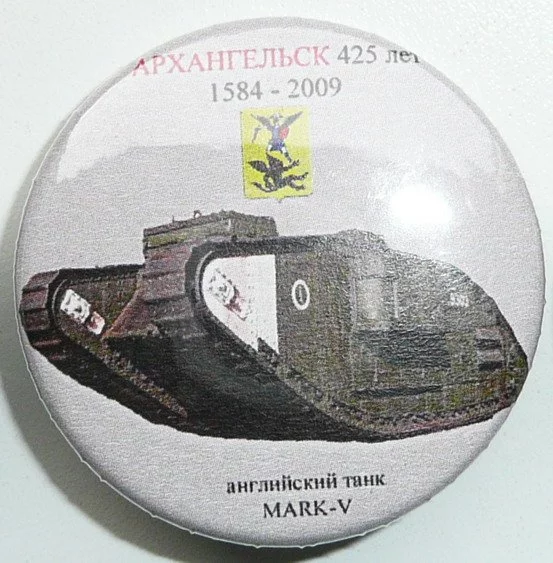 АРХАНГЕЛЬСК 425 лет
1584 - 2009
английский танк
MARK-V